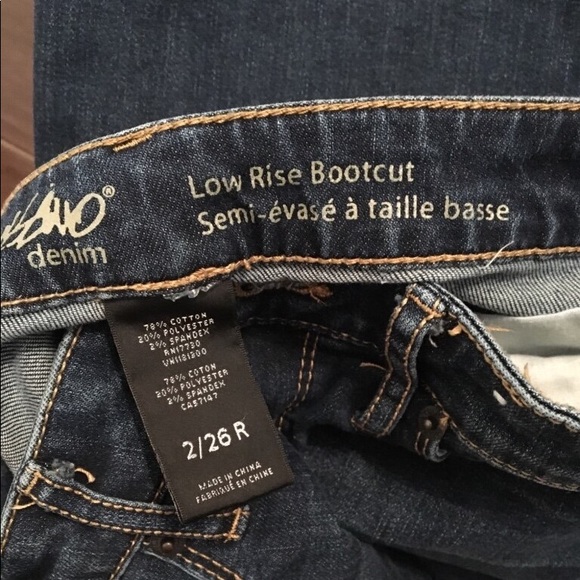 denim®
Low Rise Bootcut
Semi-évasé à taille basse
78% COTTON
20% POLYESTER
2% SPANDEX
RN17730
78% COTON
20% POLYESTER
2% SPANDEX
CA57147
2/26 R
MADE IN CHINA
FABRIQUÉ EN CHINE